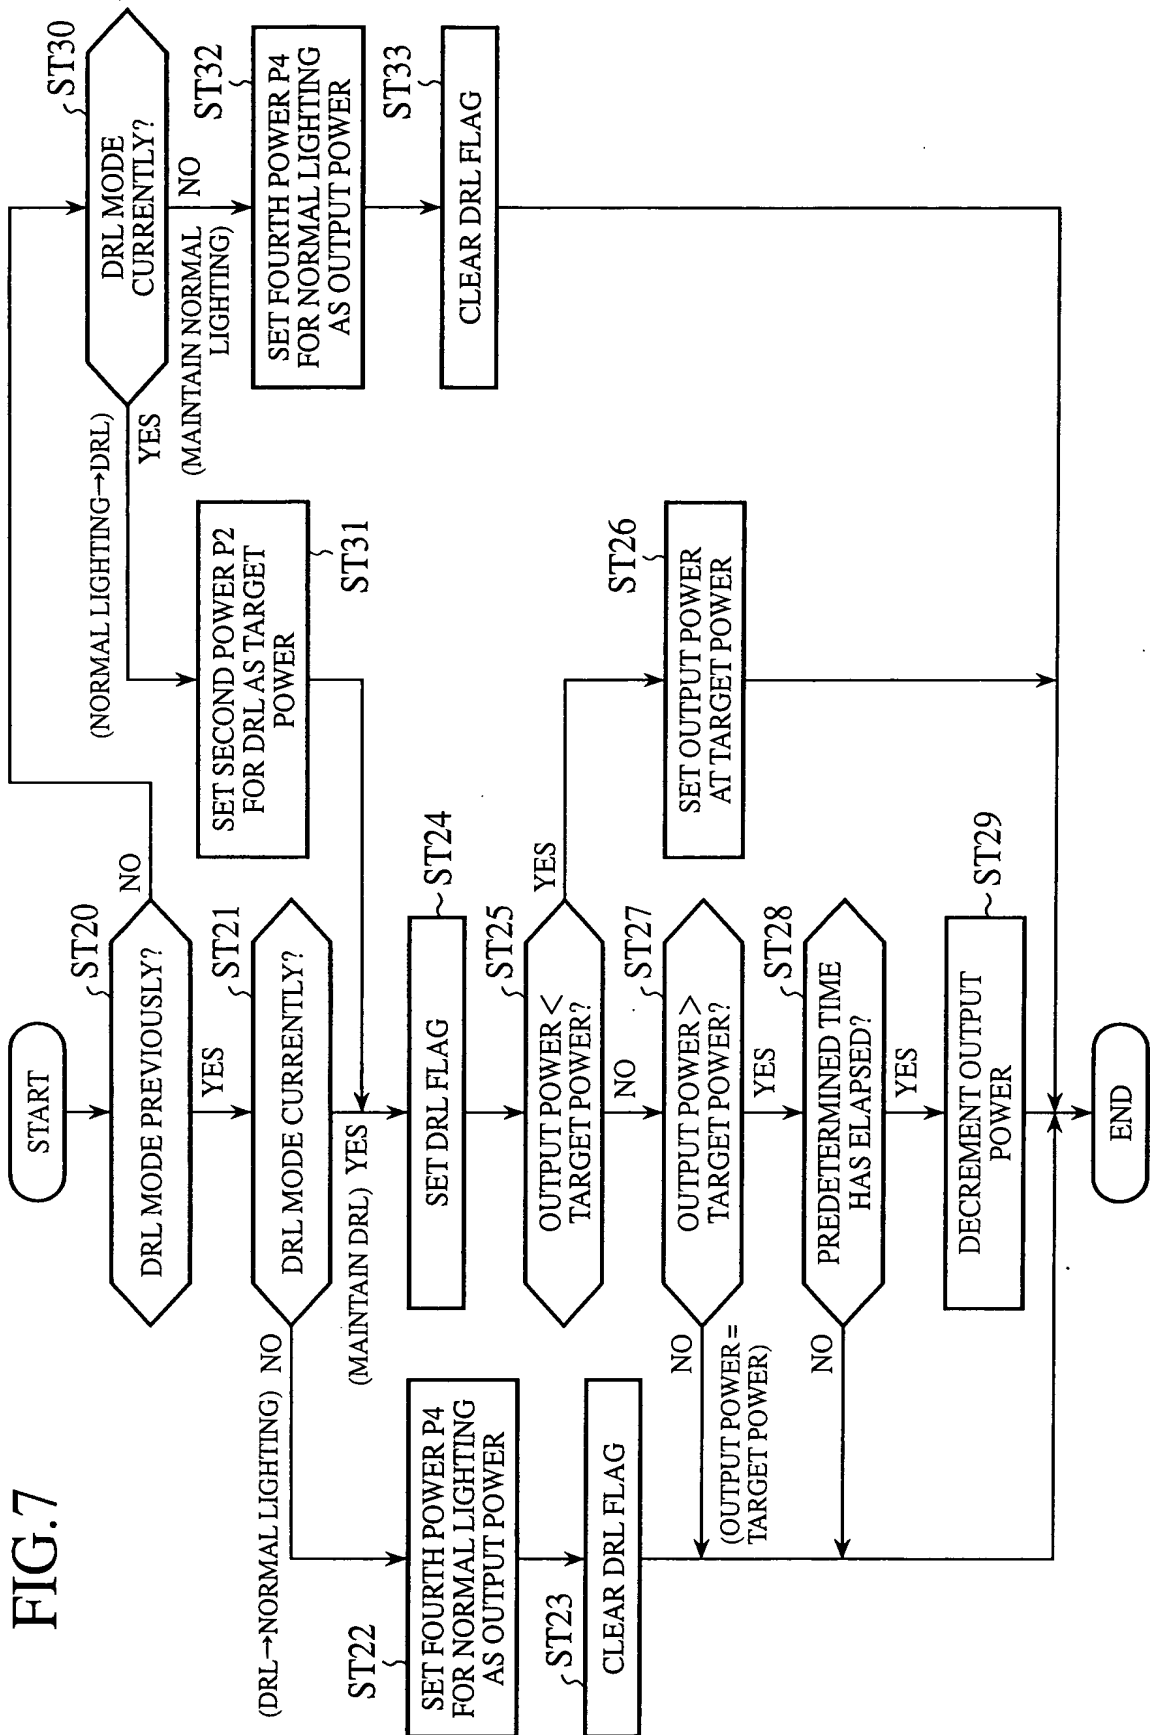 FIG.7
START
DRL MODE PREVIOUSLY?
ST20
NO
YES
DRL MODE CURRENTLY?
ST21
(DRL→NORMAL LIGHTING) NO
(MAINTAIN DRL) YES
SET FOURTH POWER P4
FOR NORMAL LIGHTING
AS OUTPUT POWER
ST22
CLEAR DRL FLAG
ST23
SET DRL FLAG
ST24
OUTPUT POWER <
TARGET POWER?
ST25
YES
NO
SET OUTPUT POWER
AT TARGET POWER
ST26
OUTPUT POWER >
TARGET POWER?
ST27
NO
(OUTPUT POWER =
TARGET POWER)
YES
PREDETERMINED TIME
HAS ELAPSED?
ST28
NO
YES
DECREMENT OUTPUT
POWER
ST29
END
DRL MODE
CURRENTLY?
ST30
(NORMAL LIGHTING→DRL)
YES
NO
(MAINTAIN NORMAL
LIGHTING)
SET SECOND POWER P2
FOR DRL AS TARGET
POWER
ST31
SET FOURTH POWER P4
FOR NORMAL LIGHTING
AS OUTPUT POWER
ST32
CLEAR DRL FLAG
ST33